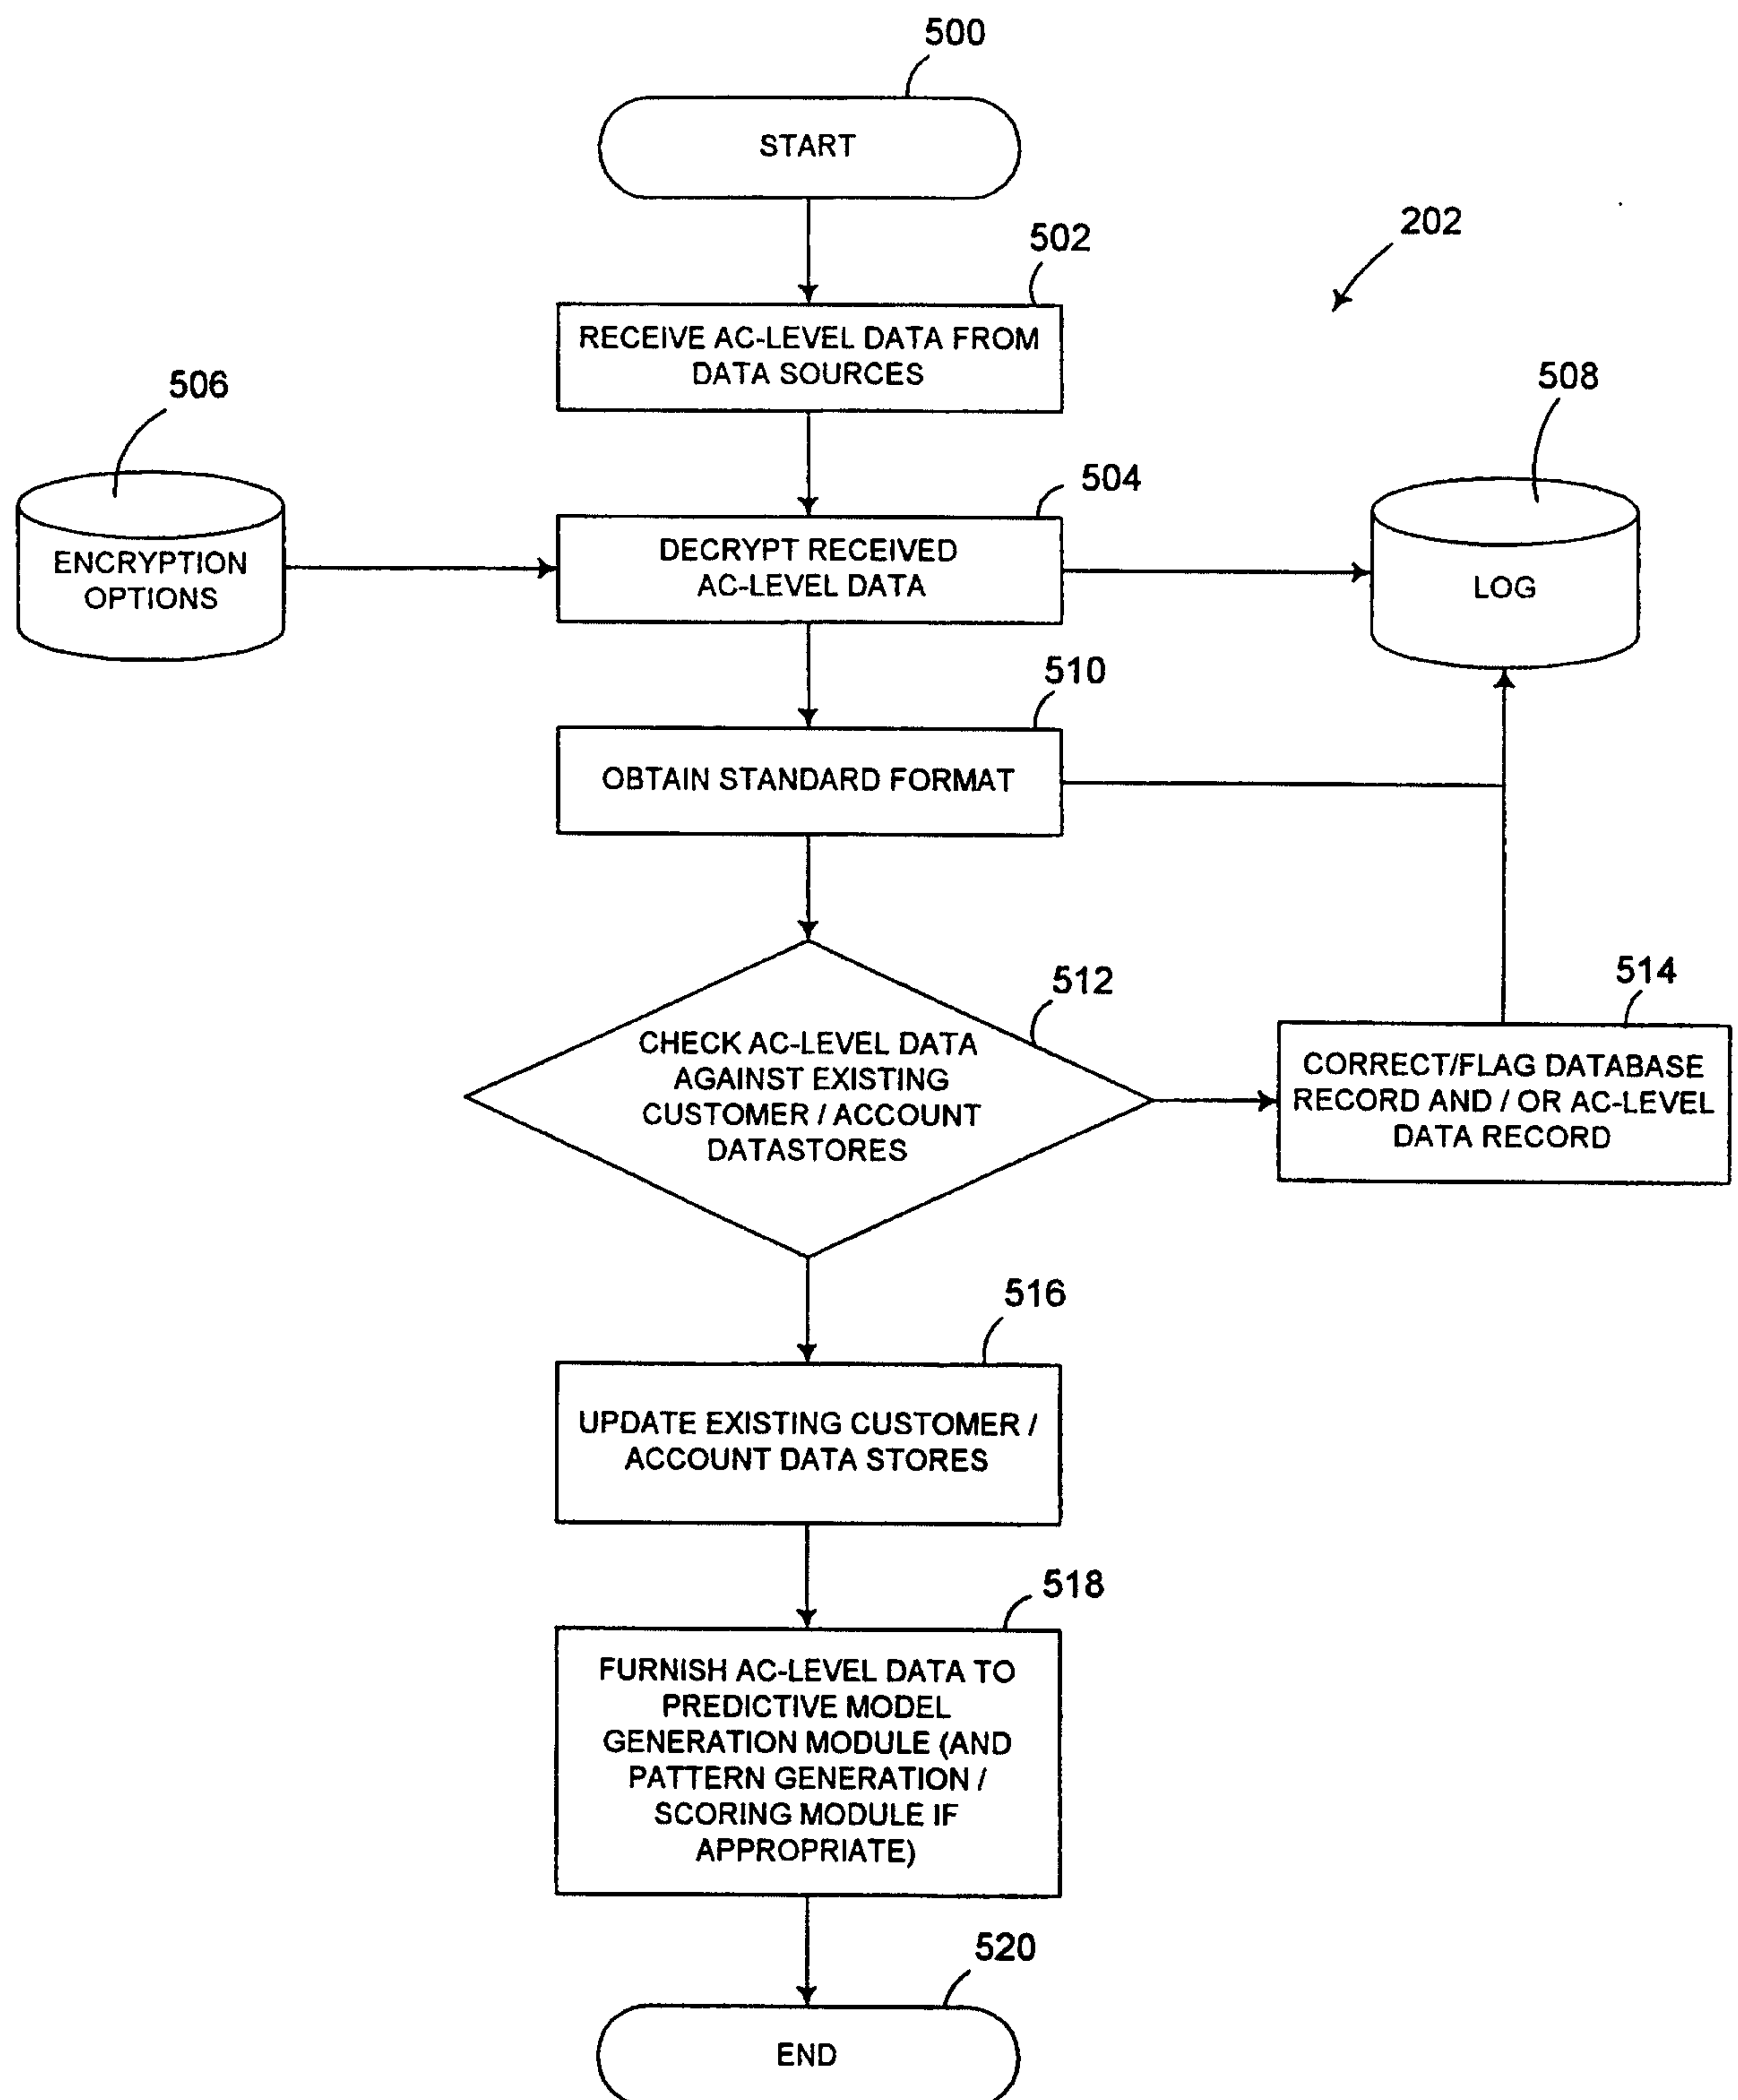 500
START
202
502
RECEIVE AC-LEVEL DATA FROM
DATA SOURCES
506
508
504
ENCRYPTION
OPTIONS
DECRYPT RECEIVED
AC-LEVEL DATA
LOG
510
OBTAIN STANDARD FORMAT
512
514
CHECK AC-LEVEL DATA
AGAINST EXISTING
CUSTOMER / ACCOUNT
DATASTORES
CORRECT/FLAG DATABASE
RECORD AND / OR AC-LEVEL
DATA RECORD
516
UPDATE EXISTING CUSTOMER /
ACCOUNT DATA STORES
518
FURNISH AC-LEVEL DATA TO
PREDICTIVE MODEL
GENERATION MODULE (AND
PATTERN GENERATION /
SCORING MODULE IF
APPROPRIATE)
520
END